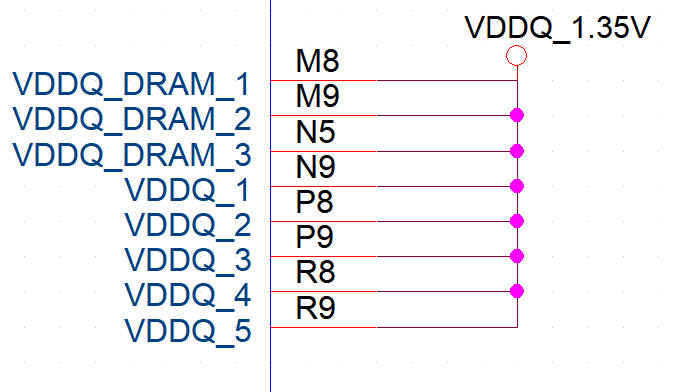 VDDQ_1.35V
VDDQ_DRAM_1 M8
VDDQ_DRAM_2 M9
VDDQ_DRAM_3 N5
VDDQ_1 N9
VDDQ_2 P8
VDDQ_3 P9
VDDQ_4 R8
VDDQ_5 R9